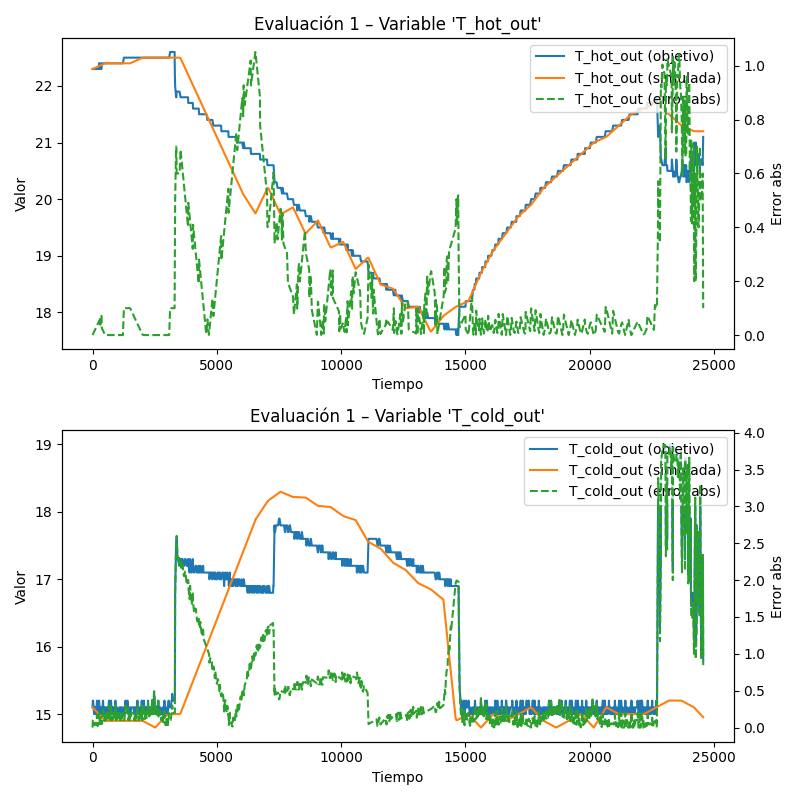 Evaluación 1 – Variable 'T_hot_out'
T_hot_out (objetivo)
T_hot_out (simulada)
T_hot_out (error abs)
Valor
22
21
20
19
18
1.0
0.8
0.6
0.4
0.2
0.0
Error abs
0 5000 10000 15000 20000 25000
Tiempo
Evaluación 1 – Variable 'T_cold_out'
T_cold_out (objetivo)
T_cold_out (simulada)
T_cold_out (error abs)
Valor
19
18
17
16
15
4.0
3.5
3.0
2.5
2.0
1.5
1.0
0.5
0.0
Error abs
0 5000 10000 15000 20000 25000
Tiempo